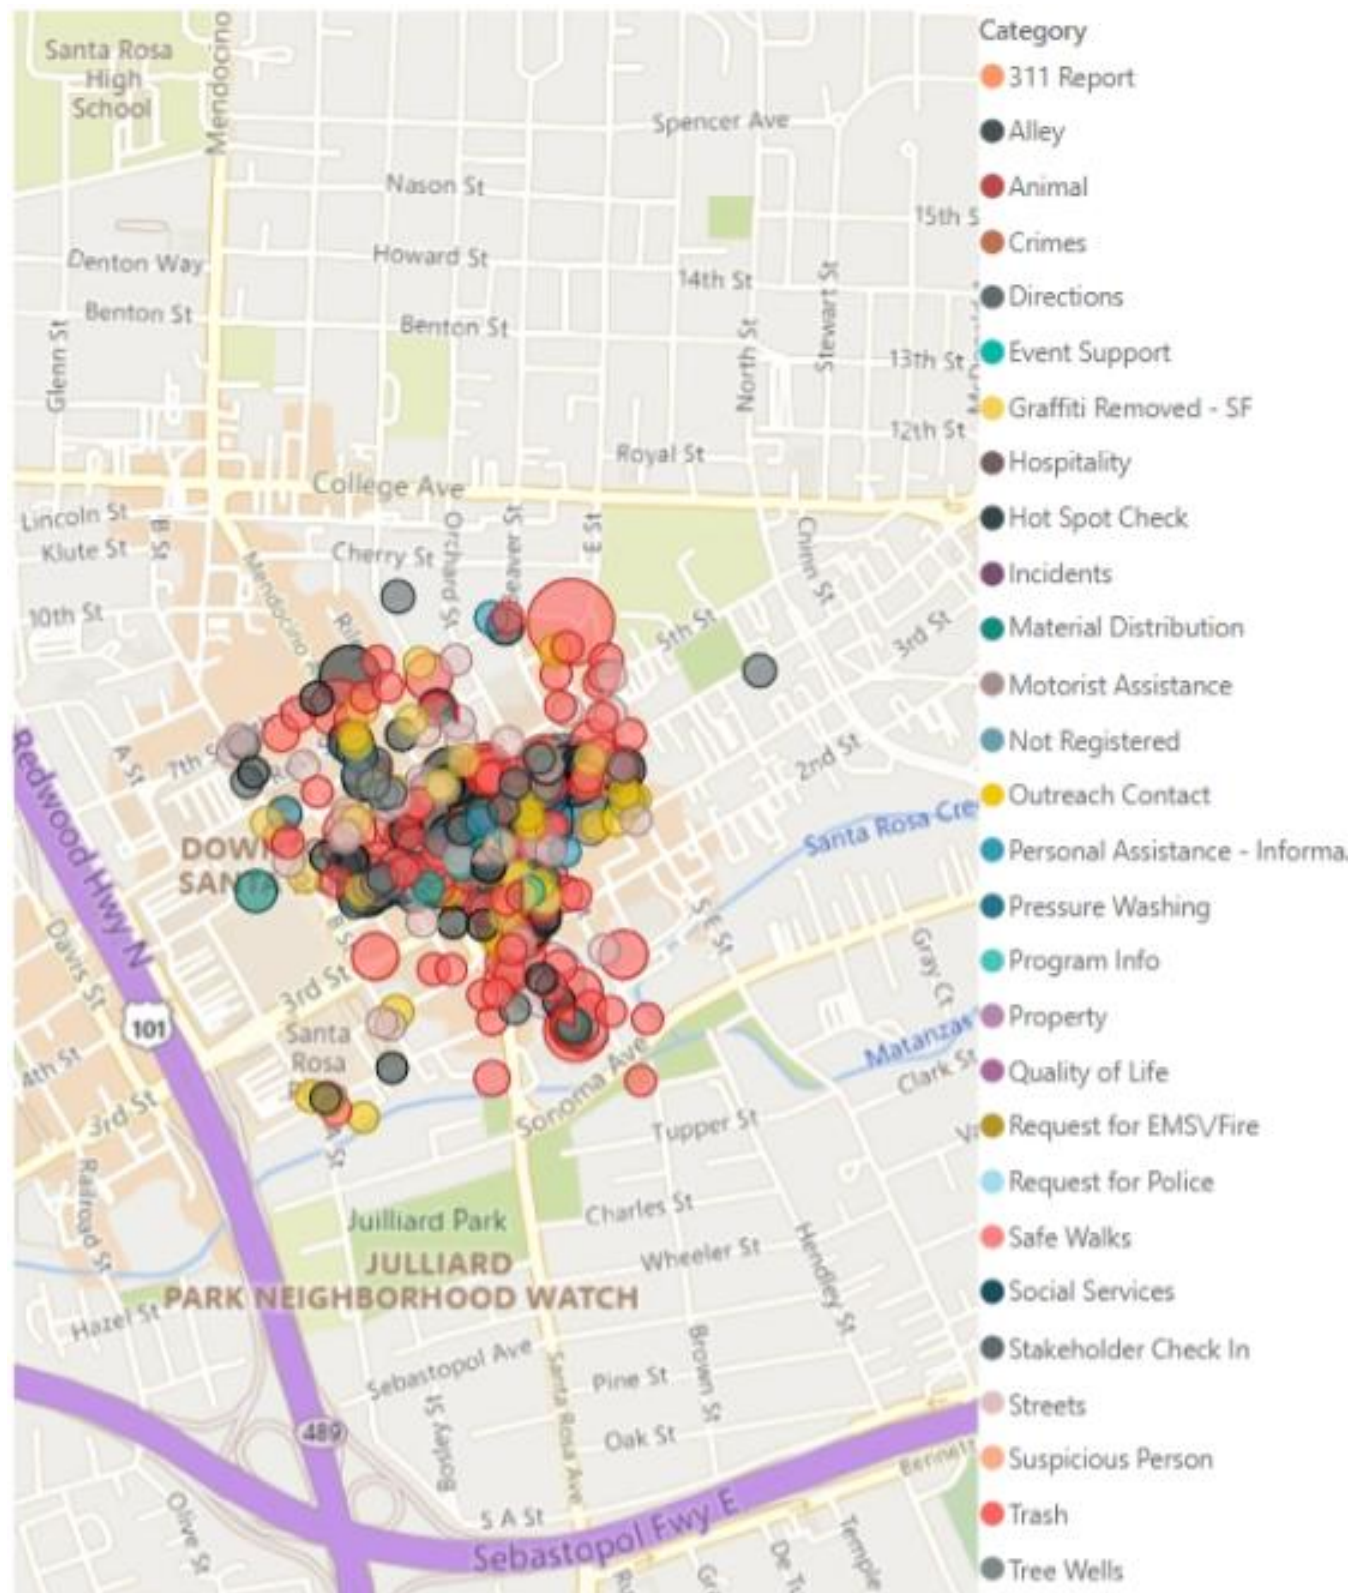 Category
311 Report
Alley
Animal
Crimes
Directions
Event Support
Graffiti Removed - SF
Hospitality
Hot Spot Check
Incidents
Material Distribution
Motorist Assistance
Not Registered
Outreach Contact
Personal Assistance - Informa
Pressure Washing
Program Info
Property
Quality of Life
Request for EMS\/Fire
Request for Police
Safe Walks
Social Services
Stakeholder Check In
Streets
Suspicious Person
Trash
Tree Wells
Santa Rosa
High
School
Mendocino
Spencer Ave
Nason St
15th S
Denton Way
Howard St
14th St
Benton St
Benton St
Glenn St
North St
Stewart St
13th St
12th St
Royal St
College Ave
Lincoln St
Klute St
B St
Cherry St
Orchard St
Beaver St
E St
10th St
Mendocino
5th St
3rd St
2nd St
7th S
A St
Redwood Hwy N
Santa Rosa Cre
Davis St
B St
S E St
3rd St
Gray Ct
101
Santa
Rosa
Matanzas
Clark St
4th St
3rd St
Sonoma Ave
Tupper St
Railroad St
Charles St
Juilliard Park
Wheeler St
Hendley St
JULLIARD
PARK NEIGHBORHOOD WATCH
Hazel St
Sebastopol Ave
Brown St
Pine St
Santa Rosa Ave
Bosley St
489
Oak St
Bennett
Olive St
S A St
Sebastopol Fwy E
Temple